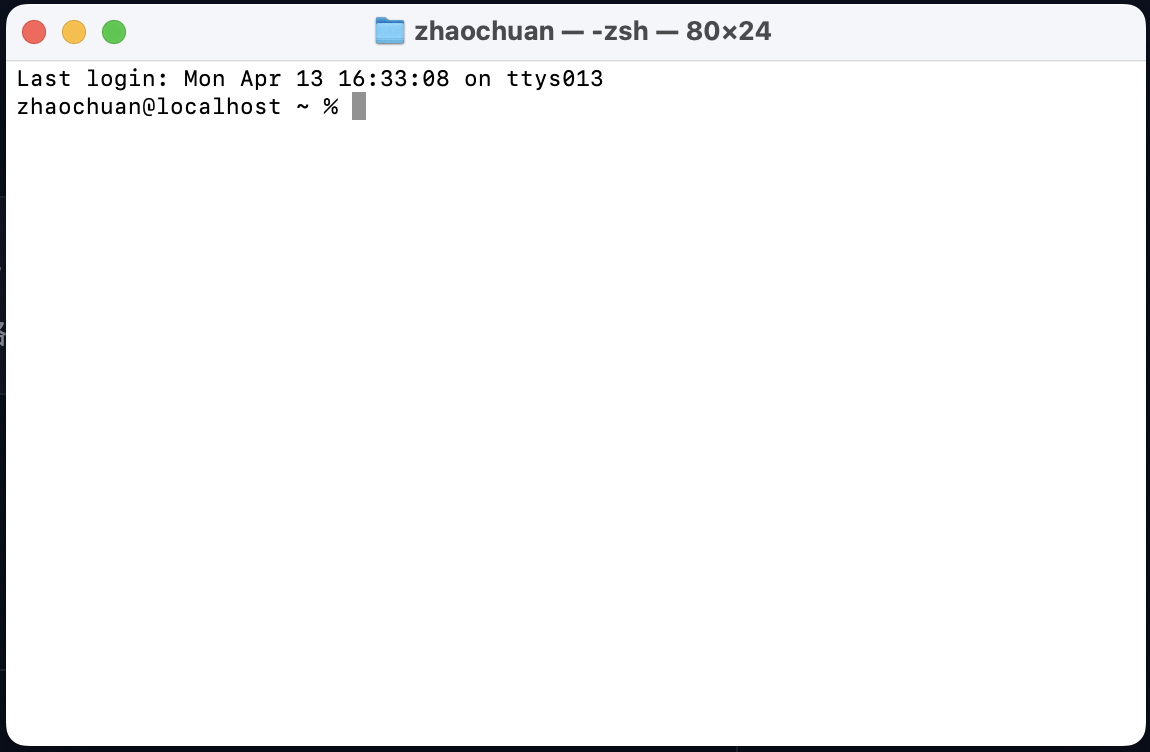 zhaochuan — -zsh — 80×24
Last login: Mon Apr 13 16:33:08 on ttys013
zhaochuan@localhost ~ %